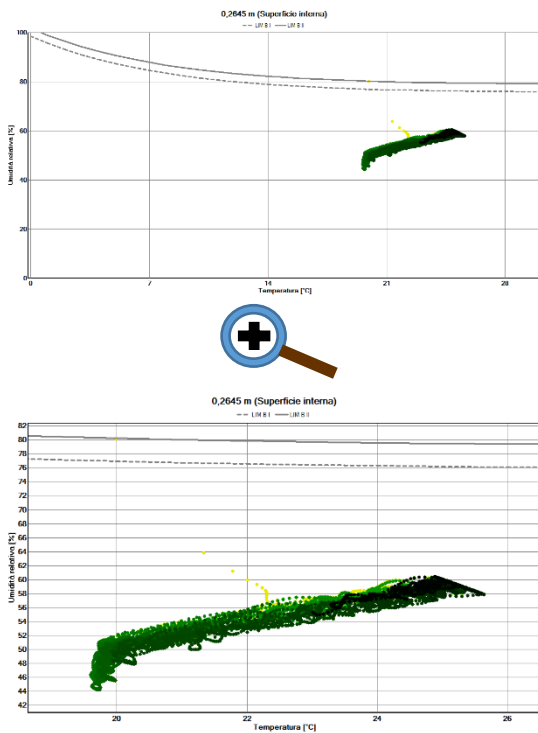 0,2645 m (Superficie interna)
LIM B I LIM B II
100
80
60
40
20
0
Umidità relativa [%]
0 7 14 21 28
Temperatura [°C]
0,2645 m (Superficie interna)
LIM B I LIM B II
82
80
78
76
74
72
70
68
66
64
62
60
58
56
54
52
50
48
46
44
42
Umidità relativa [%]
20 22 24 26
Temperatura [°C]